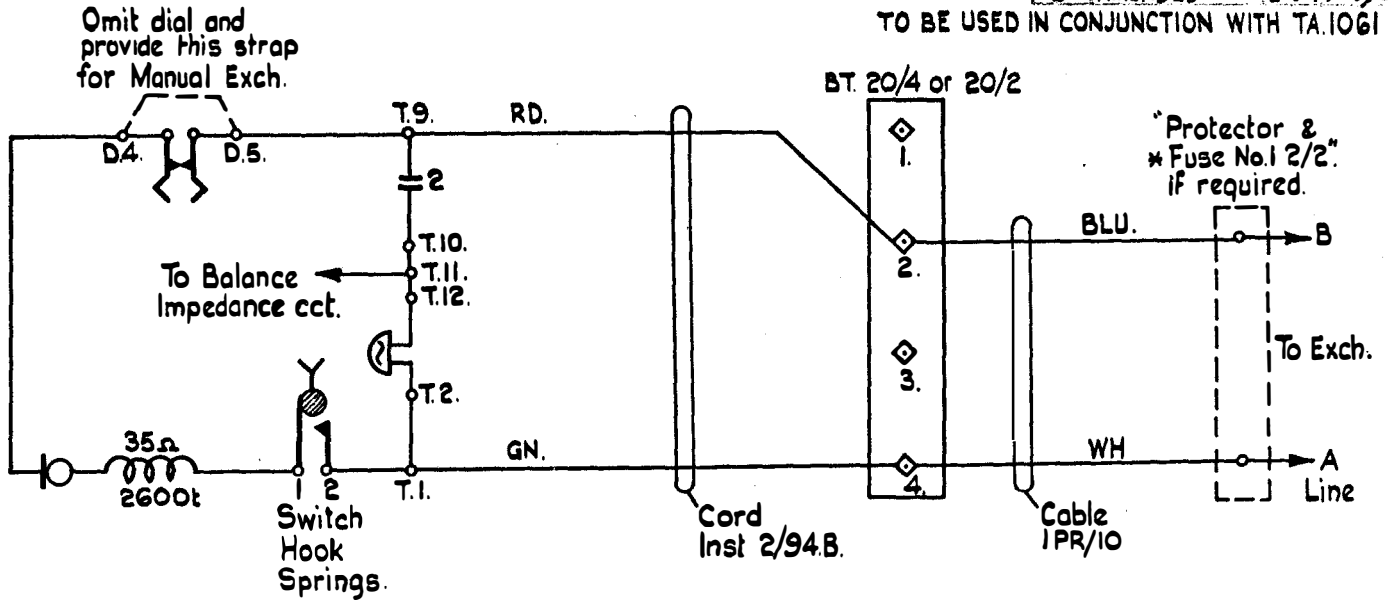 TO BE USED IN CONJUNCTION WITH TA.1061
Omit dial and
provide this strap
for Manual Exch.
D.4.
D.5.
T.9.
RD.
BT. 20/4 or 20/2
1.
"Protector &
* Fuse No.1 2/2".
if required.
2
T.10.
T.11.
T.12.
To Balance
Impedance cct.
2.
BLU.
B
3.
To Exch.
T.2.
35Ω
2600t
1 2
T.1.
GN.
4.
WH
A
Line
Switch
Hook
Springs.
Cord
Inst 2/94.B.
Cable
1PR/10